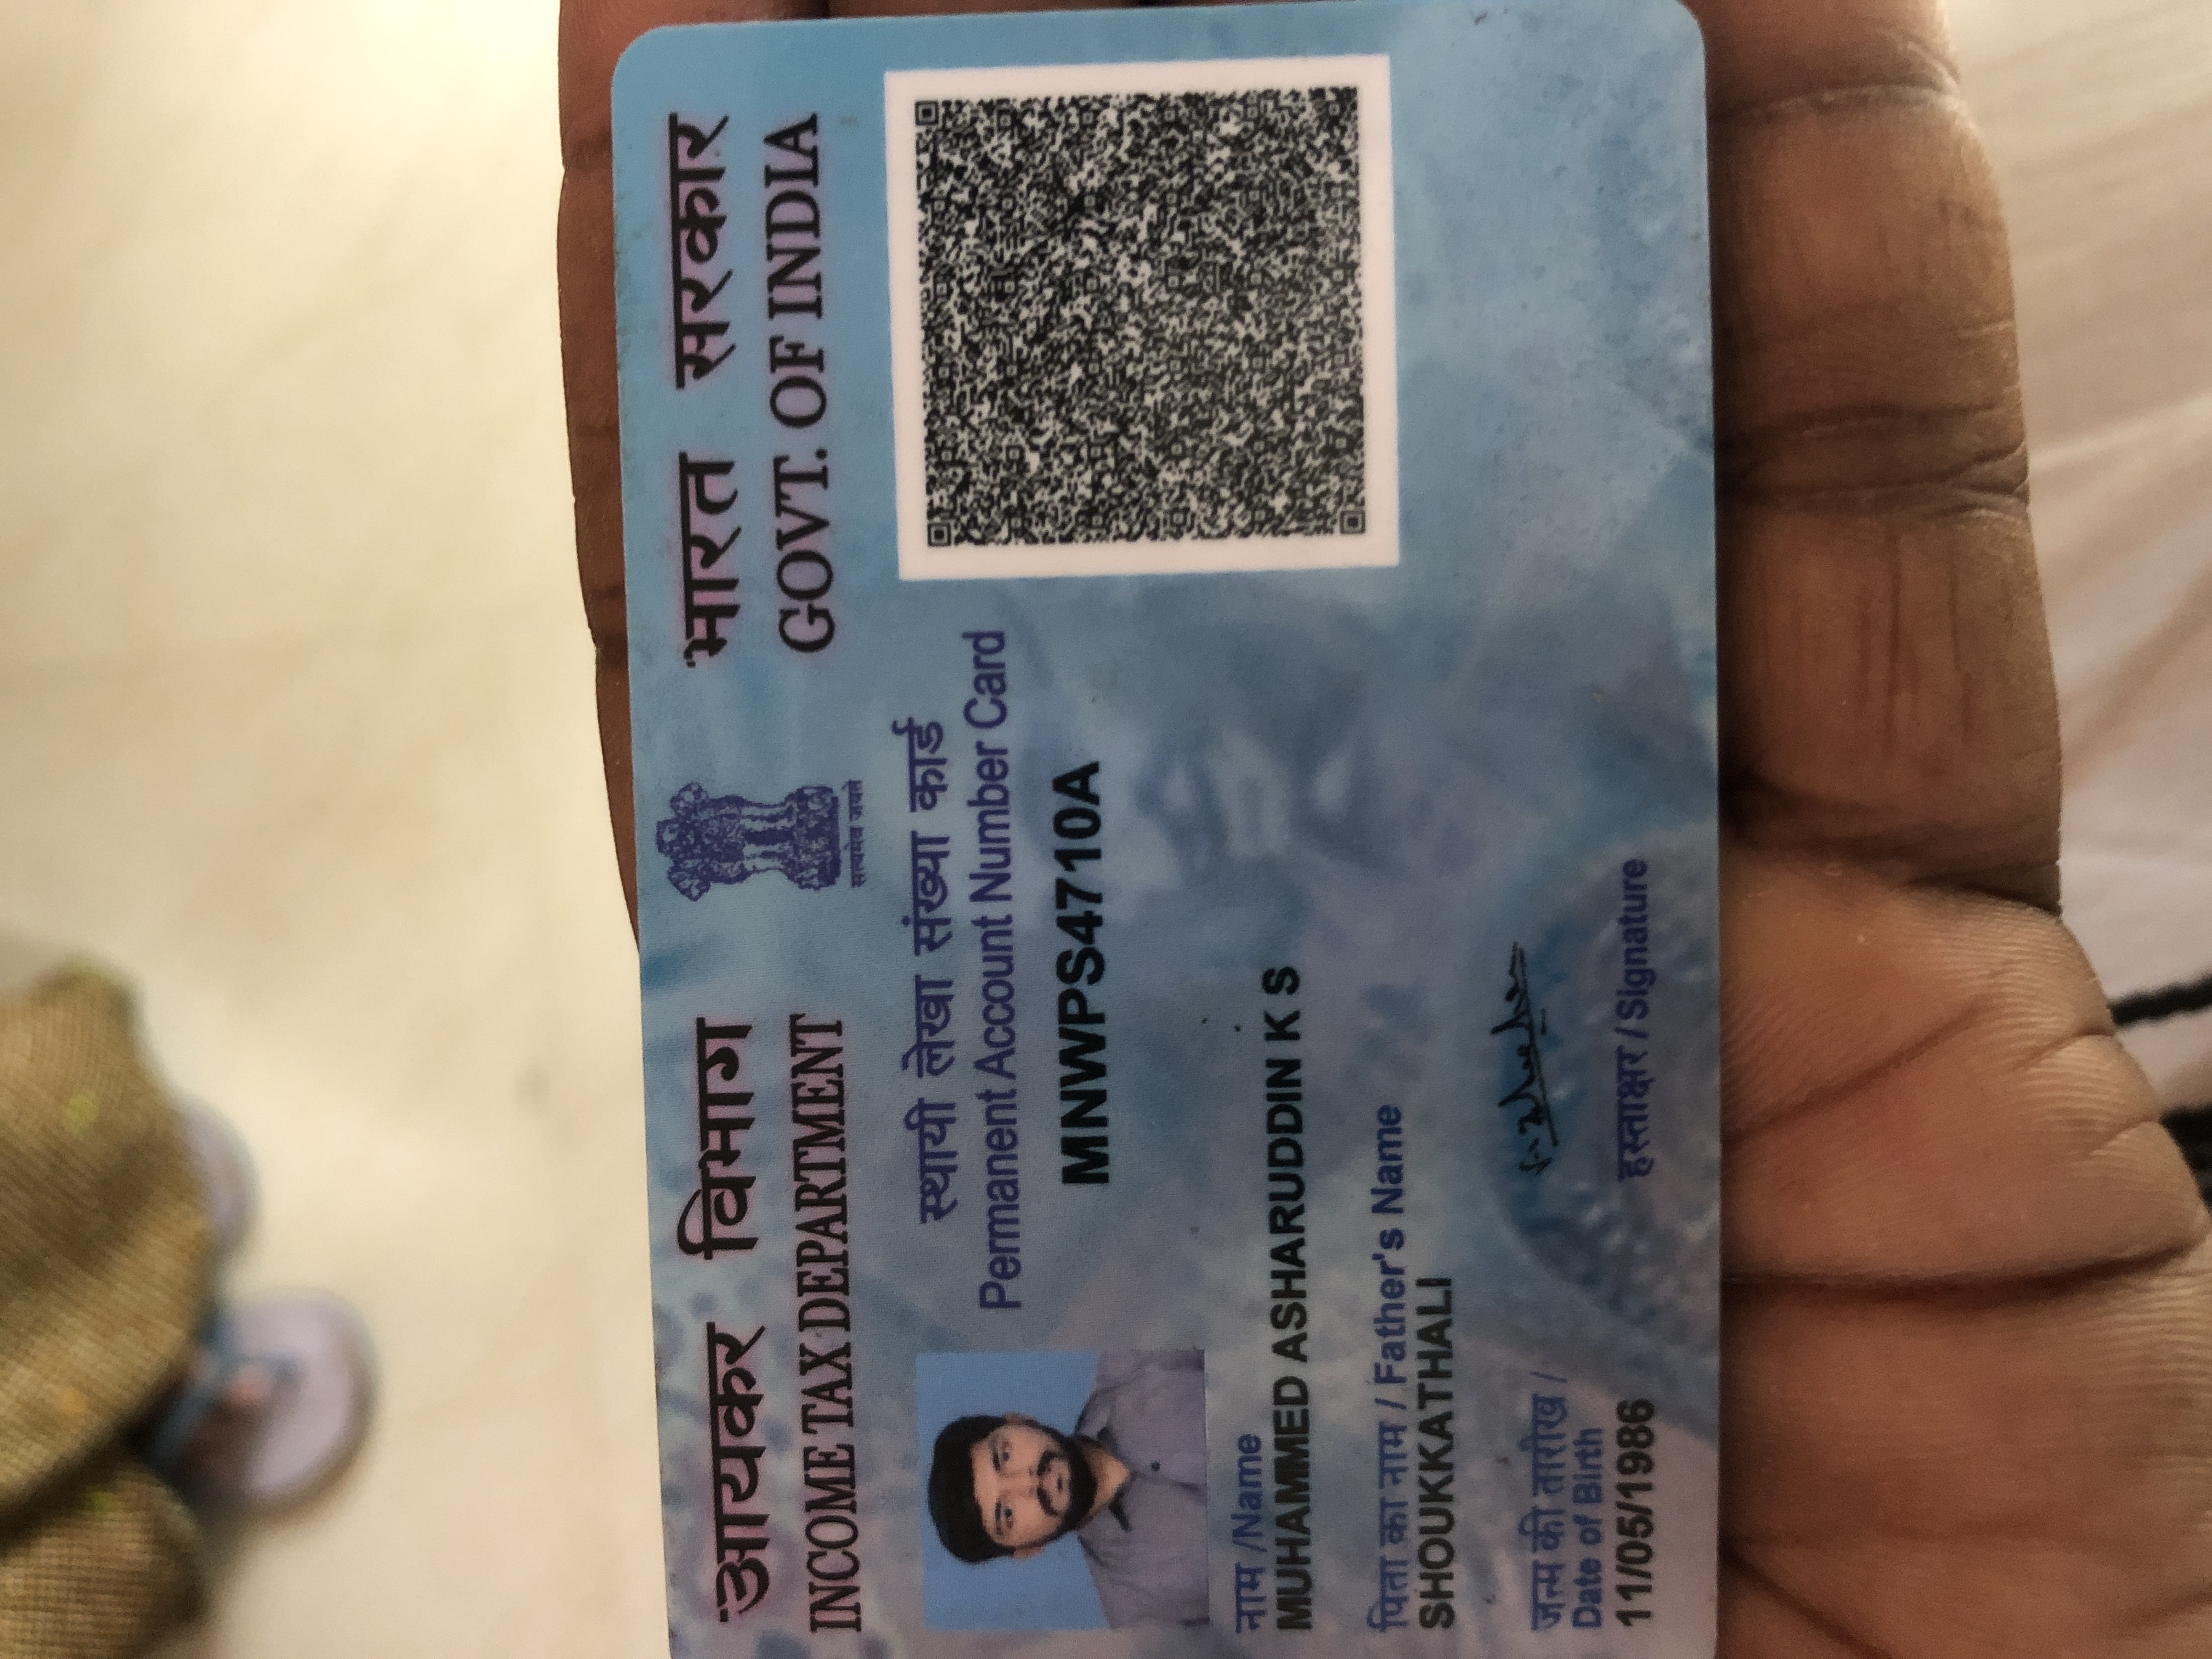 आयकर विभाग
INCOME TAX DEPARTMENT
सत्यमेव जयते
भारत सरकार
GOVT. OF INDIA
स्थायी लेखा संख्या कार्ड
Permanent Account Number Card
MNWPS4710A
नाम /Name
MUHAMMED ASHARUDDIN K S
पिता का नाम / Father's Name
SHOUKKATHALI
जन्म की तारीख /
Date of Birth
11/05/1986
हस्ताक्षर / Signature